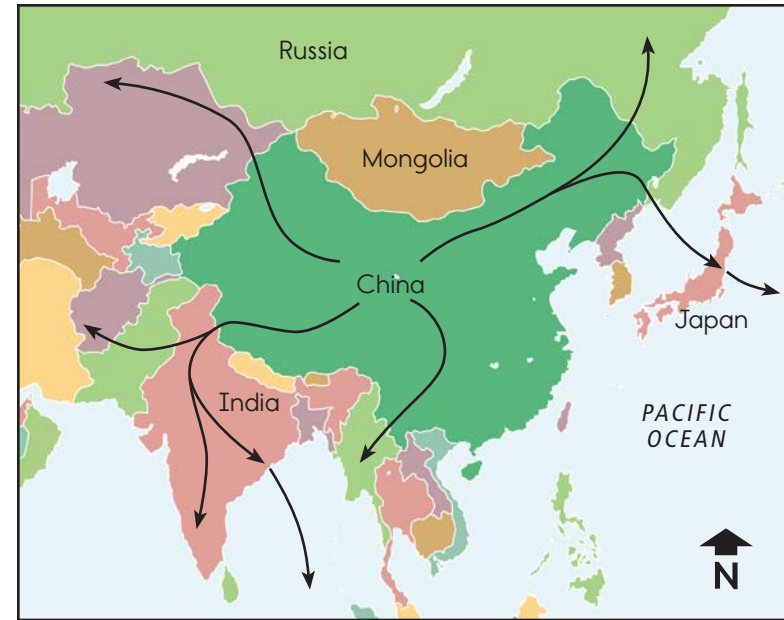 Russia
Mongolia
China
Japan
India
PACIFIC
OCEAN
N